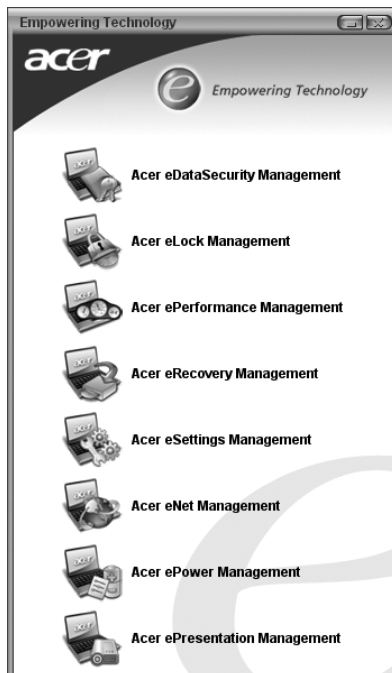 Empowering Technology
acer
e Empowering Technology
Acer eDataSecurity Management
Acer eLock Management
Acer ePerformance Management
Acer eRecovery Management
Acer eSettings Management
Acer eNet Management
Acer ePower Management
Acer ePresentation Management